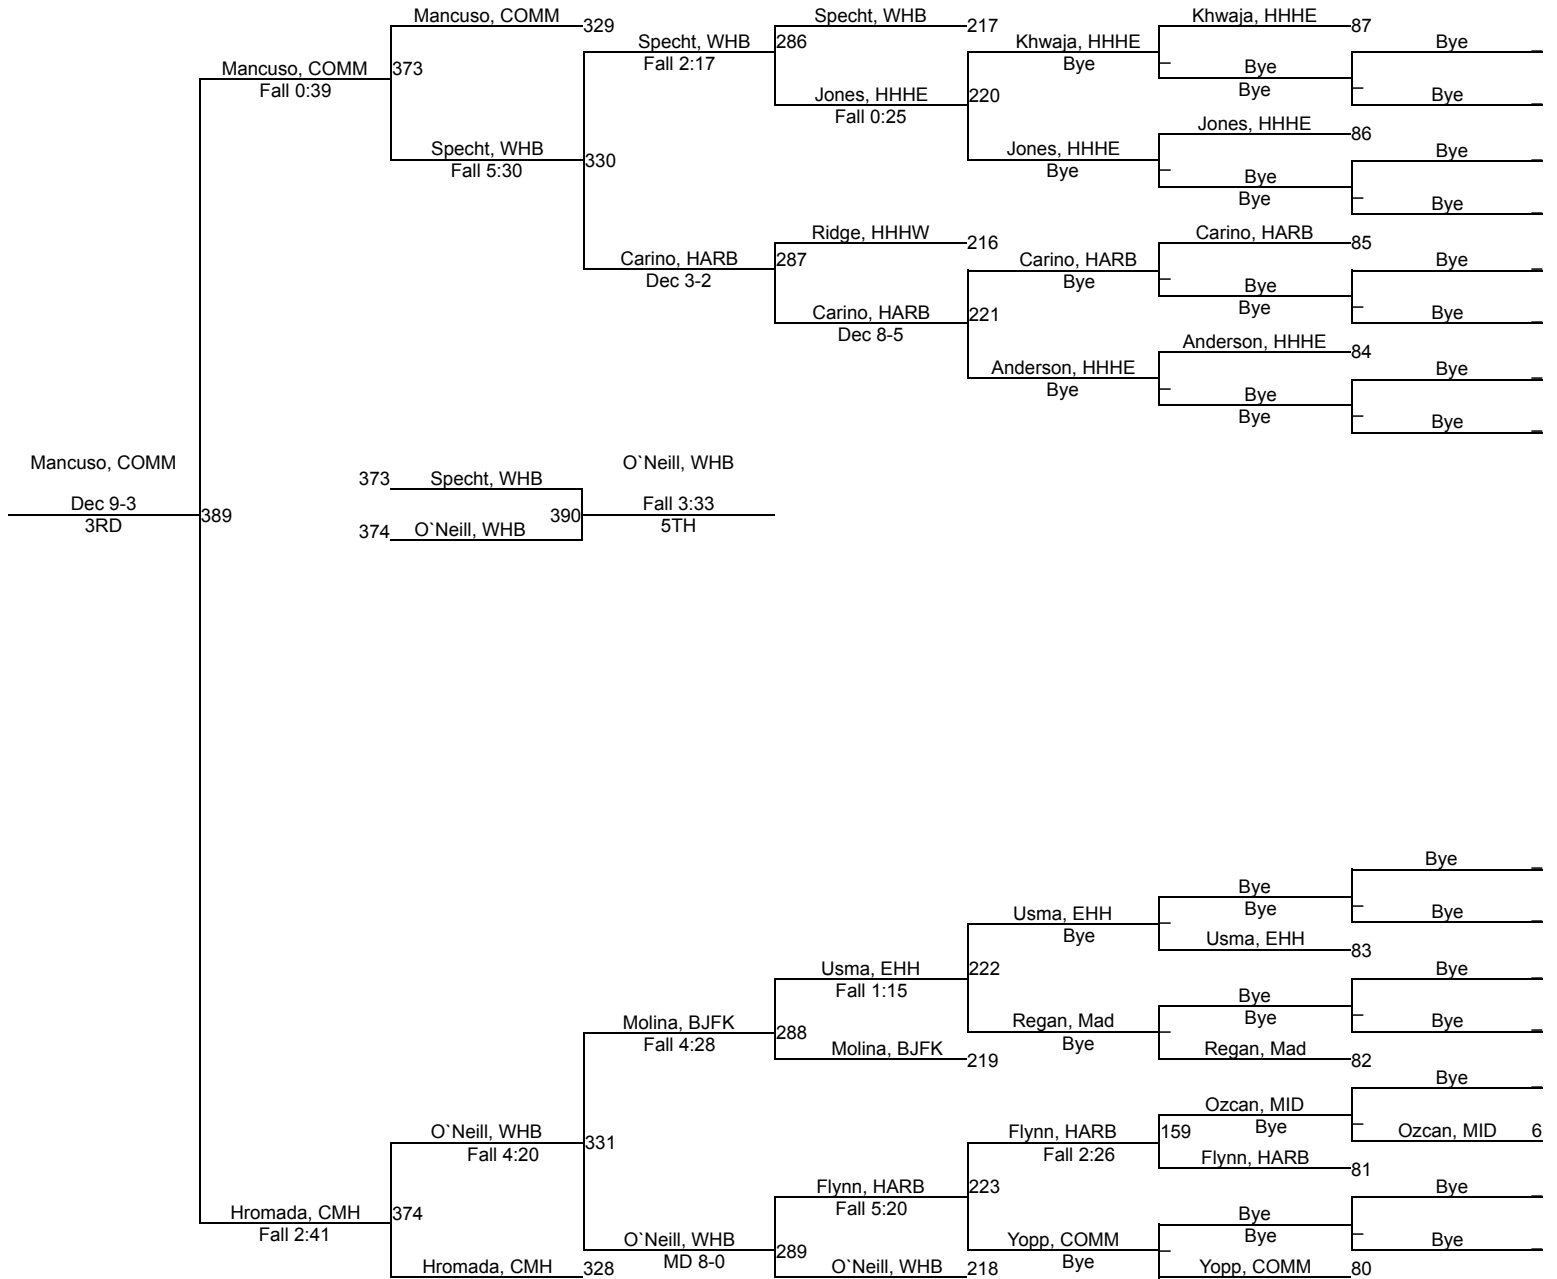 Mancuso, COMM
329
Specht, WHB
217
Khwaja, HHHE
87
Specht, WHB
286
Khwaja, HHHE
Bye
Fall 2:17
Bye
Bye
Mancuso, COMM
373
Fall 0:39
Bye
Jones, HHHE
220
Bye
Fall 0:25
Jones, HHHE
86
Specht, WHB
330
Jones, HHHE
Bye
Fall 5:30
Bye
Bye
Bye
Bye
Ridge, HHHW
216
Carino, HARB
85
Carino, HARB
287
Carino, HARB
Bye
Dec 3-2
Bye
Bye
Bye
Carino, HARB
221
Bye
Dec 8-5
Anderson, HHHE
84
Anderson, HHHE
Bye
Bye
Bye
Bye
Bye
Mancuso, COMM
O`Neill, WHB
373
Specht, WHB
Dec 9-3
Fall 3:33
389
390
3RD
5TH
374
O`Neill, WHB
Bye
Bye
Usma, EHH
Bye
Bye
Bye
Usma, EHH
83
Usma, EHH
222
Bye
Fall 1:15
Bye
Molina, BJFK
288
Regan, Mad
Bye
Bye
Fall 4:28
Bye
Molina, BJFK
219
Regan, Mad
82
Bye
Ozcan, MID
O`Neill, WHB
331
Flynn, HARB
159
Bye
Ozcan, MID
6
Fall 4:20
Fall 2:26
Flynn, HARB
81
Flynn, HARB
223
Bye
Fall 5:20
Hromada, CMH
374
Bye
Fall 2:41
Bye
O`Neill, WHB
289
Yopp, COMM
Bye
MD 8-0
Bye
Hromada, CMH
328
O`Neill, WHB
218
Yopp, COMM
80